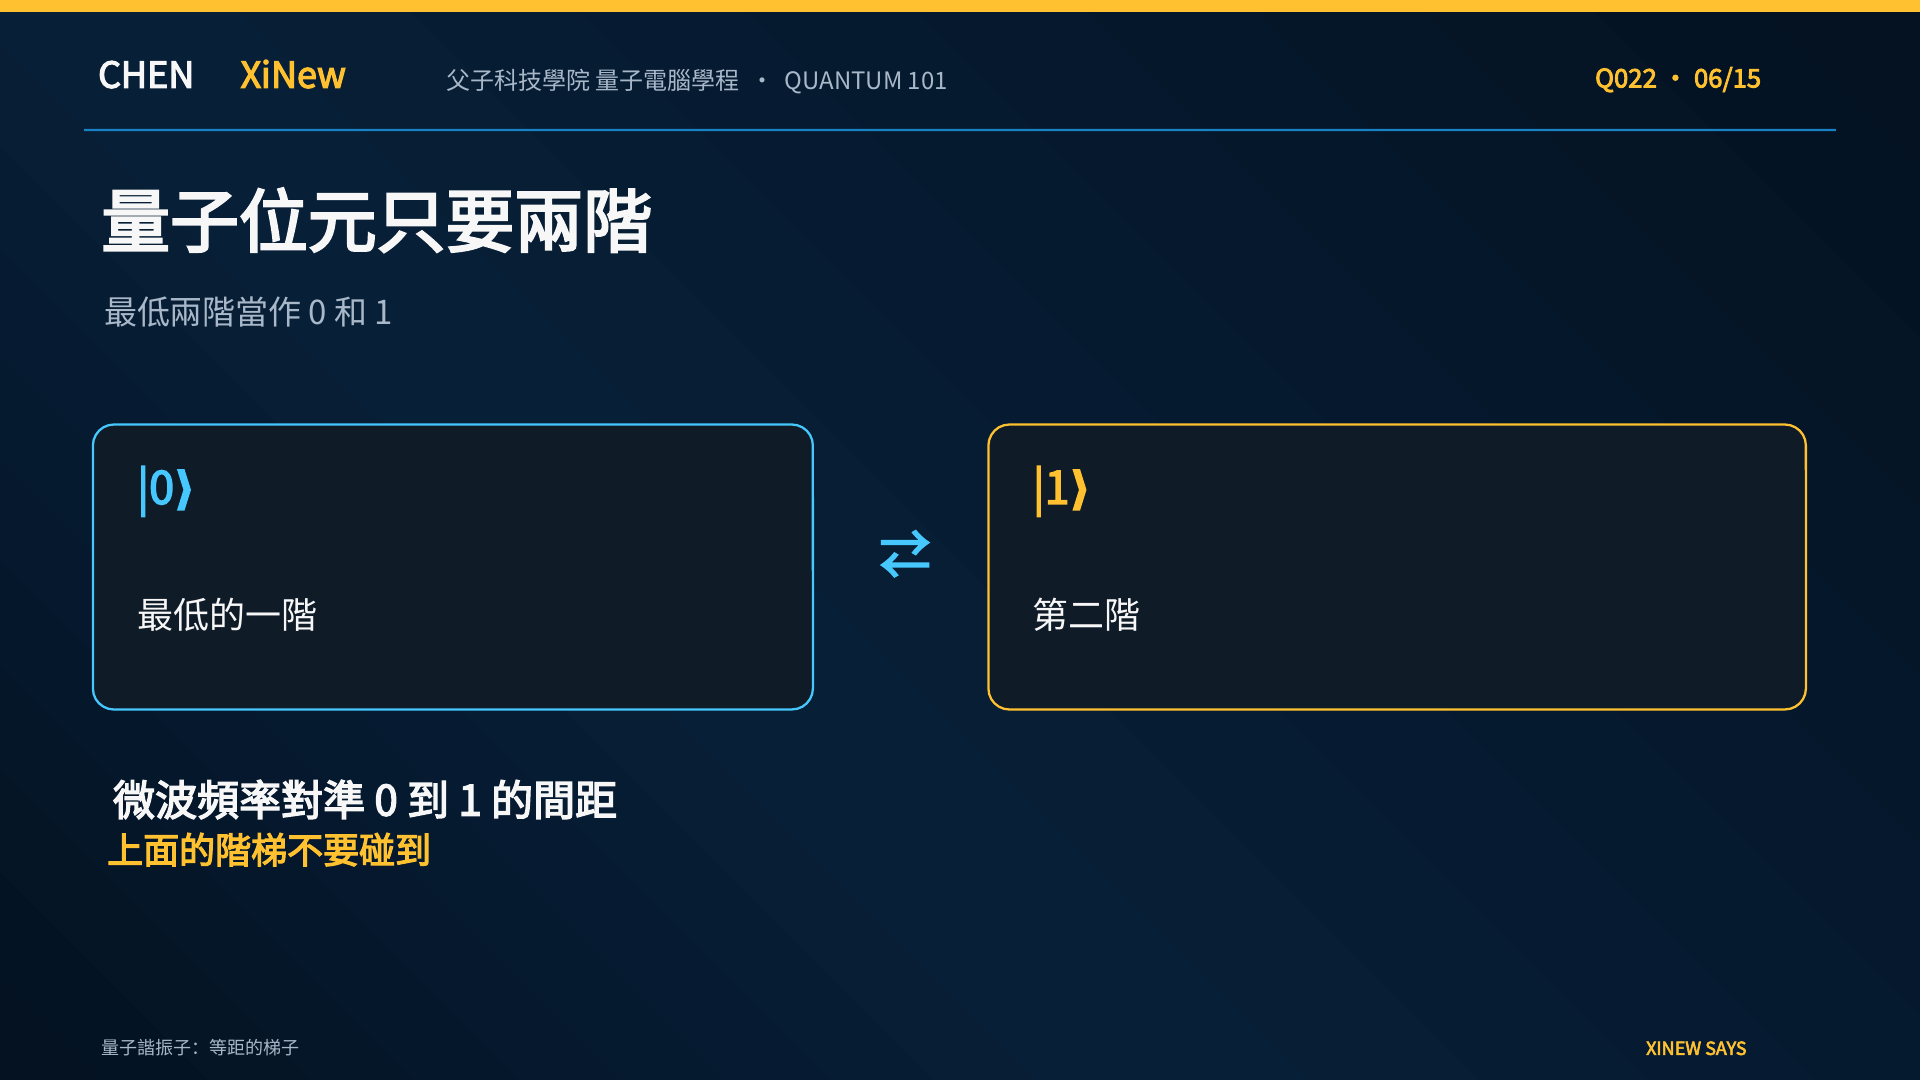 CHEN XiNew 父子科技學院 量子電腦學程 • QUANTUM 101 Q022 • 06/15
量子位元只要兩階
最低兩階當作 0 和 1
|0⟩
最低的一階
⇄
|1⟩
第二階
微波頻率對準 0 到 1 的間距
上面的階梯不要碰到
量子諧振子：等距的梯子
XINEW SAYS